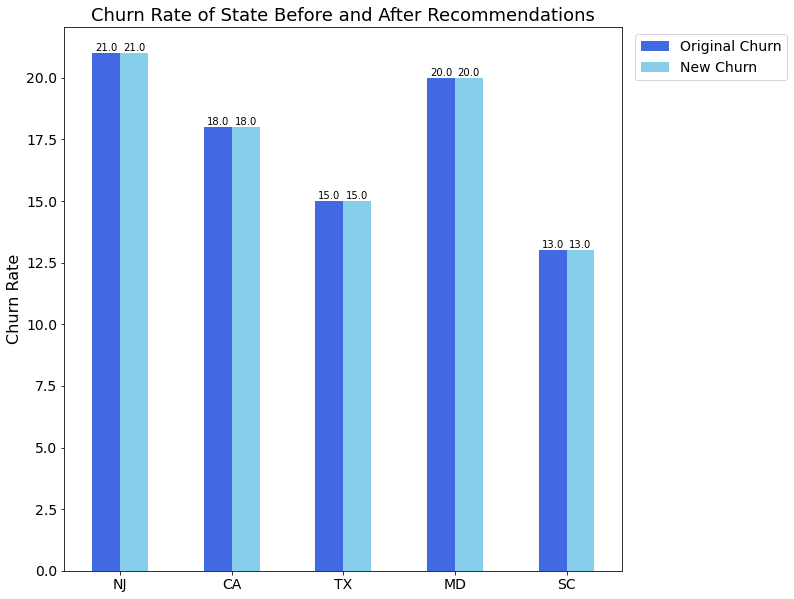 Churn Rate of State Before and After Recommendations
Original Churn
New Churn
21.0 21.0
20.0 20.0
18.0 18.0
15.0 15.0
13.0 13.0
Churn Rate
20.0
17.5
15.0
12.5
10.0
7.5
5.0
2.5
0.0
NJ CA TX MD SC